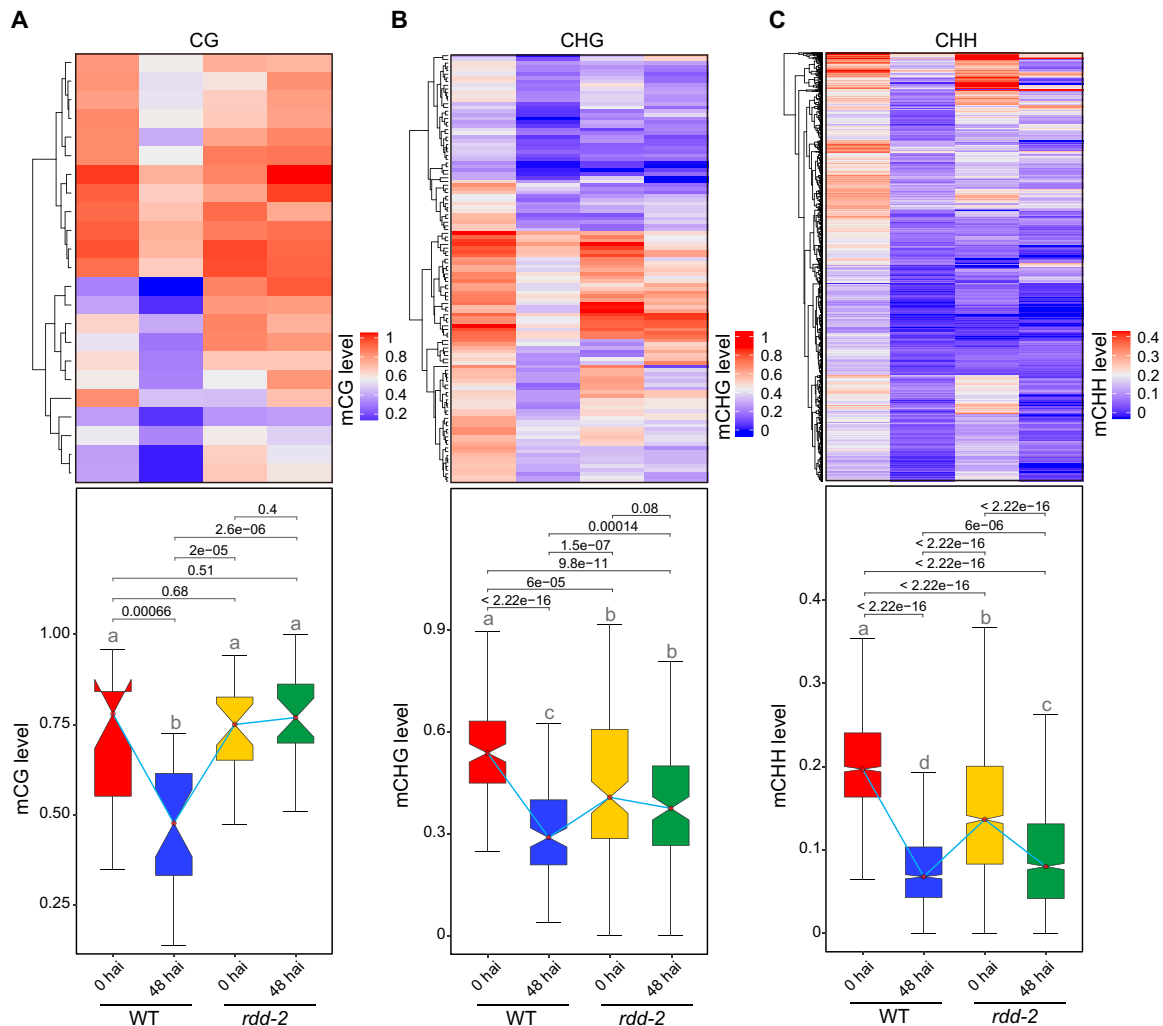 A
B
C
CG
CHG
CHH
mCG level
1
0.8
0.6
0.4
0.2
mCHG level
1
0.8
0.6
0.4
0.2
0
mCHH level
0.4
0.3
0.2
0.1
0
0.4
2.6e−06
2e−05
0.51
0.68
0.00066
a
b
a
a
1.00
0.75
0.50
0.25
mCG level
0 hai
48 hai
0 hai
48 hai
WT
rdd-2
0.08
0.00014
1.5e−07
9.8e−11
6e−05
< 2.22e−16
a
c
b
b
0.9
0.6
0.3
0
mCHG level
0 hai
48 hai
0 hai
48 hai
WT
rdd-2
< 2.22e−16
6e−06
< 2.22e−16
< 2.22e−16
< 2.22e−16
< 2.22e−16
a
d
b
c
0.4
0.3
0.2
0.1
0
mCHH level
0 hai
48 hai
0 hai
48 hai
WT
rdd-2